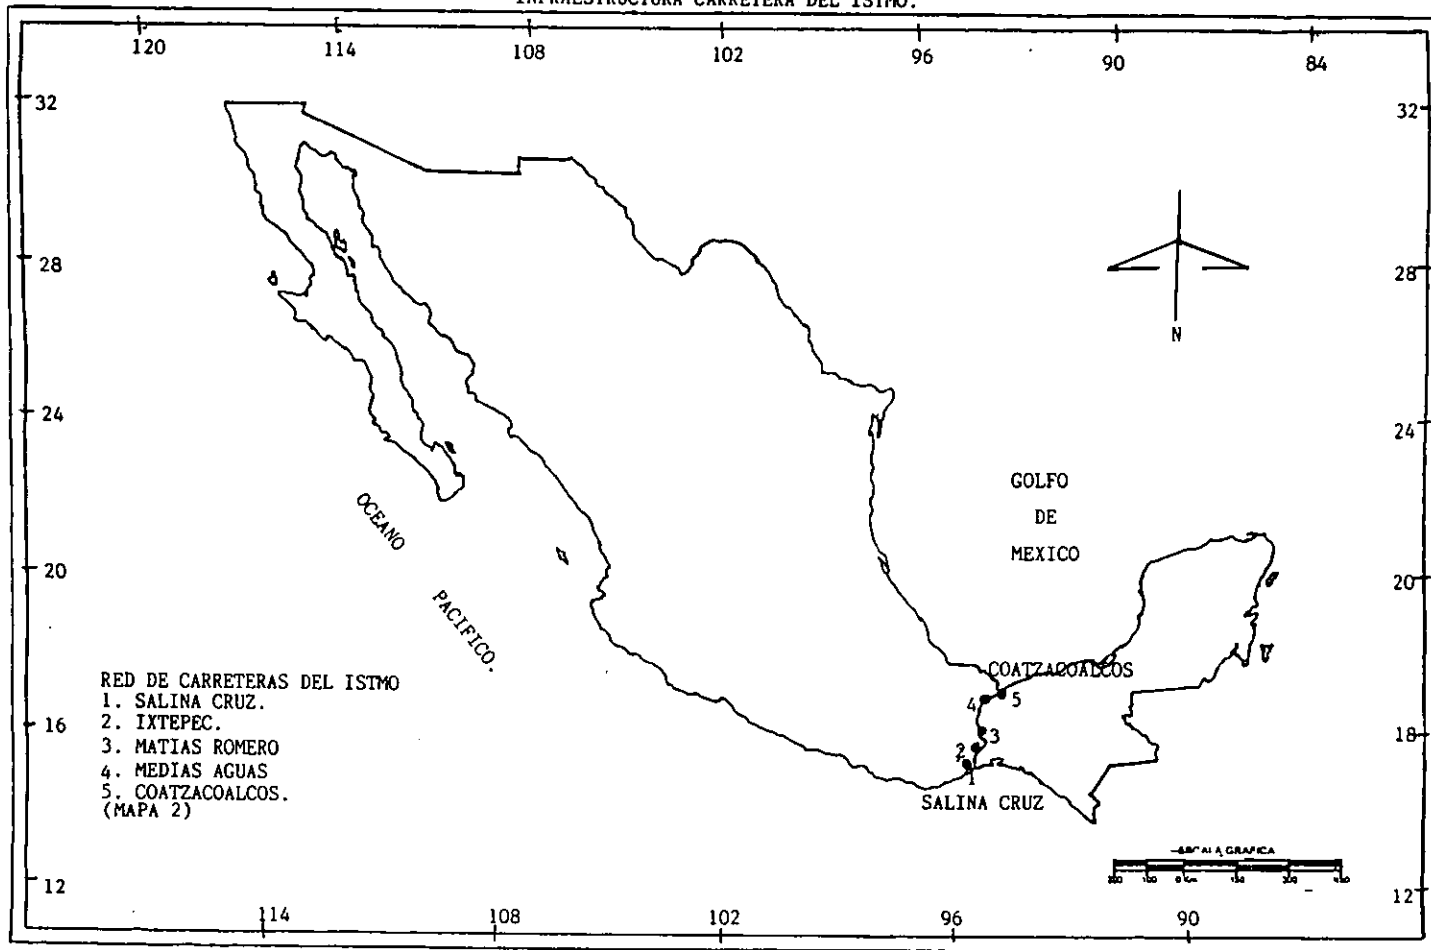 INFRAESTRUCTURA CARRETERA DEL ISTMO.
120 114 108 102 96 90 84
32 32
28 28
N
24 24
GOLFO
DE
MEXICO
OCEANO
PACIFICO.
20 20
COATZACOALCOS
4 5
3
2
1
SALINA CRUZ
RED DE CARRETERAS DEL ISTMO
1. SALINA CRUZ.
2. IXTEPEC.
3. MATIAS ROMERO
4. MEDIAS AGUAS
5. COATZACOALCOS.
(MAPA 2)
16 18
ESCALA GRAFICA
12 12
114 108 102 96 90